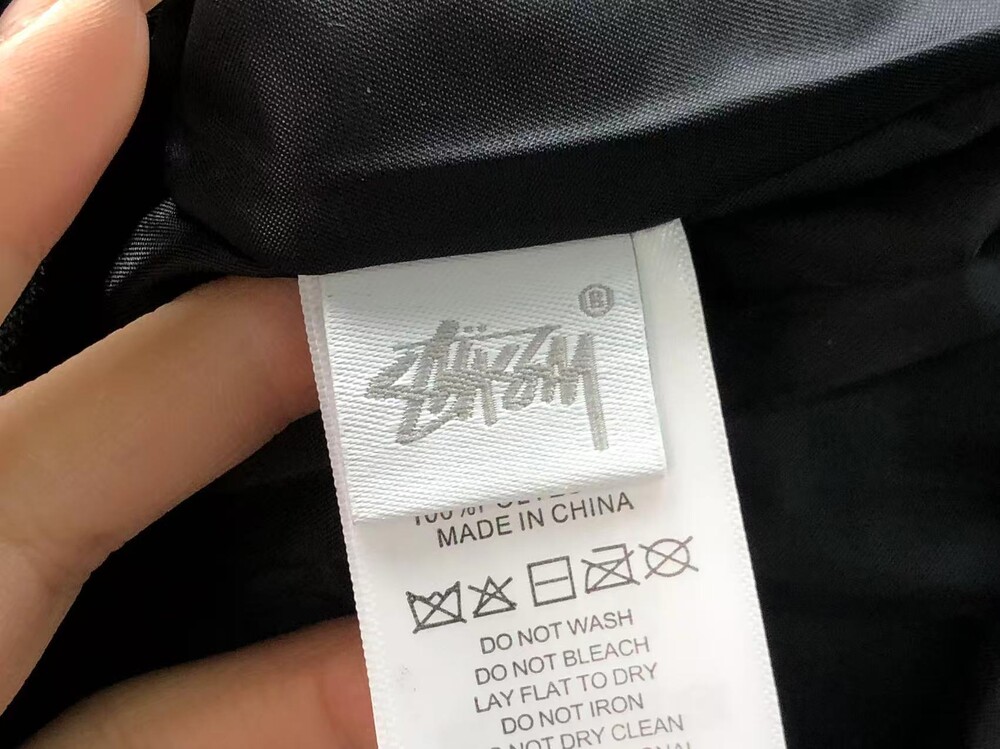 Stüssy ®
MADE IN CHINA
DO NOT WASH
DO NOT BLEACH
LAY FLAT TO DRY
DO NOT IRON
NOT DRY CLEAN